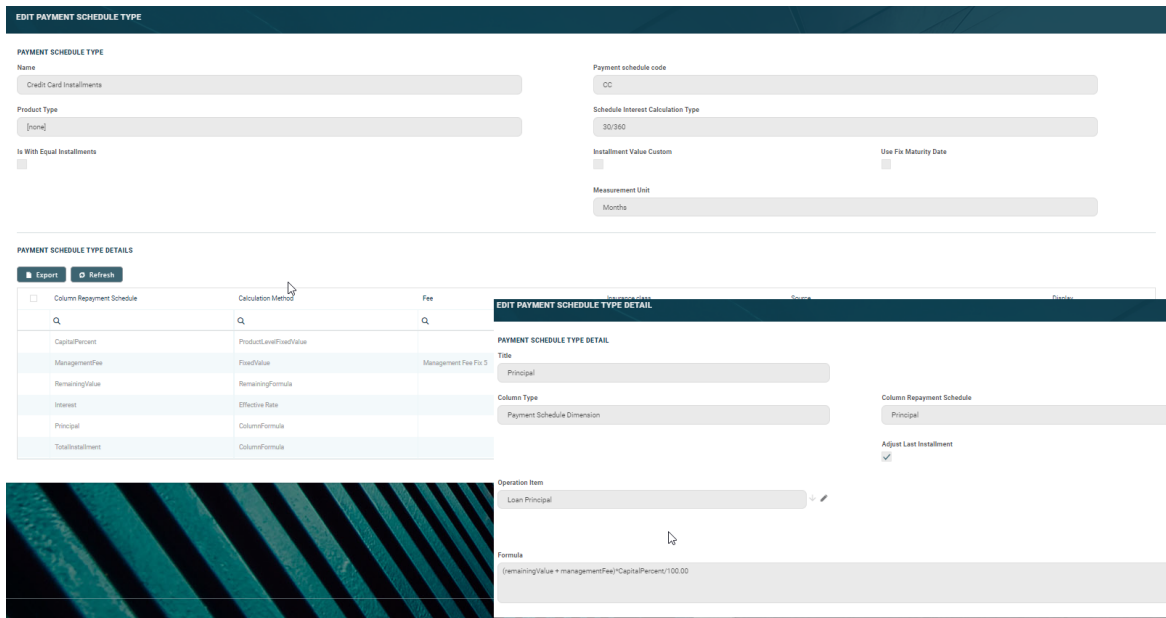 EDIT PAYMENT SCHEDULE TYPE
PAYMENT SCHEDULE TYPE
Name
Payment schedule code
Credit Card Installments
CC
Product Type
Schedule Interest Calculation Type
[none]
30/360
Is With Equal Installments
Installment Value Custom
Use Fix Maturity Date
Measurement Unit
Months
PAYMENT SCHEDULE TYPE DETAILS
Export
Refresh
Column Repayment Schedule
Calculation Method
Fee
Insurance class
Source
Display
CapitalPercent
ProductLevelFixedValue
ManagementFee
FixedValue
Management Fee Fix 5
RemainingValue
RemainingFormula
Interest
Effective Rate
Principal
ColumnFormula
TotalInstallment
ColumnFormula
EDIT PAYMENT SCHEDULE TYPE DETAIL
PAYMENT SCHEDULE TYPE DETAIL
Title
Principal
Column Type
Column Repayment Schedule
Payment Schedule Dimension
Principal
Adjust Last Installment
Operation Item
Loan Principal
Formula
(remainingValue + managementFee)*CapitalPercent/100.00